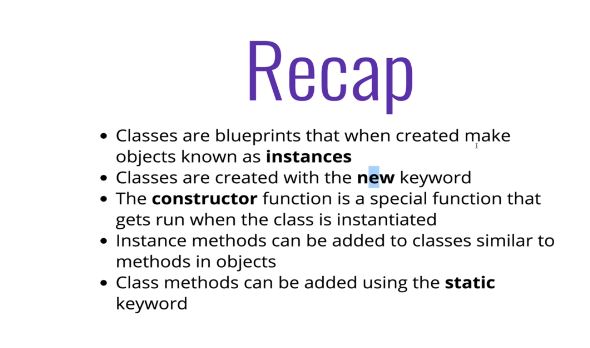 Recap
• Classes are blueprints that when created make
objects known as instances
• Classes are created with the new keyword
• The constructor function is a special function that
gets run when the class is instantiated
• Instance methods can be added to classes similar to
methods in objects
• Class methods can be added using the static
keyword